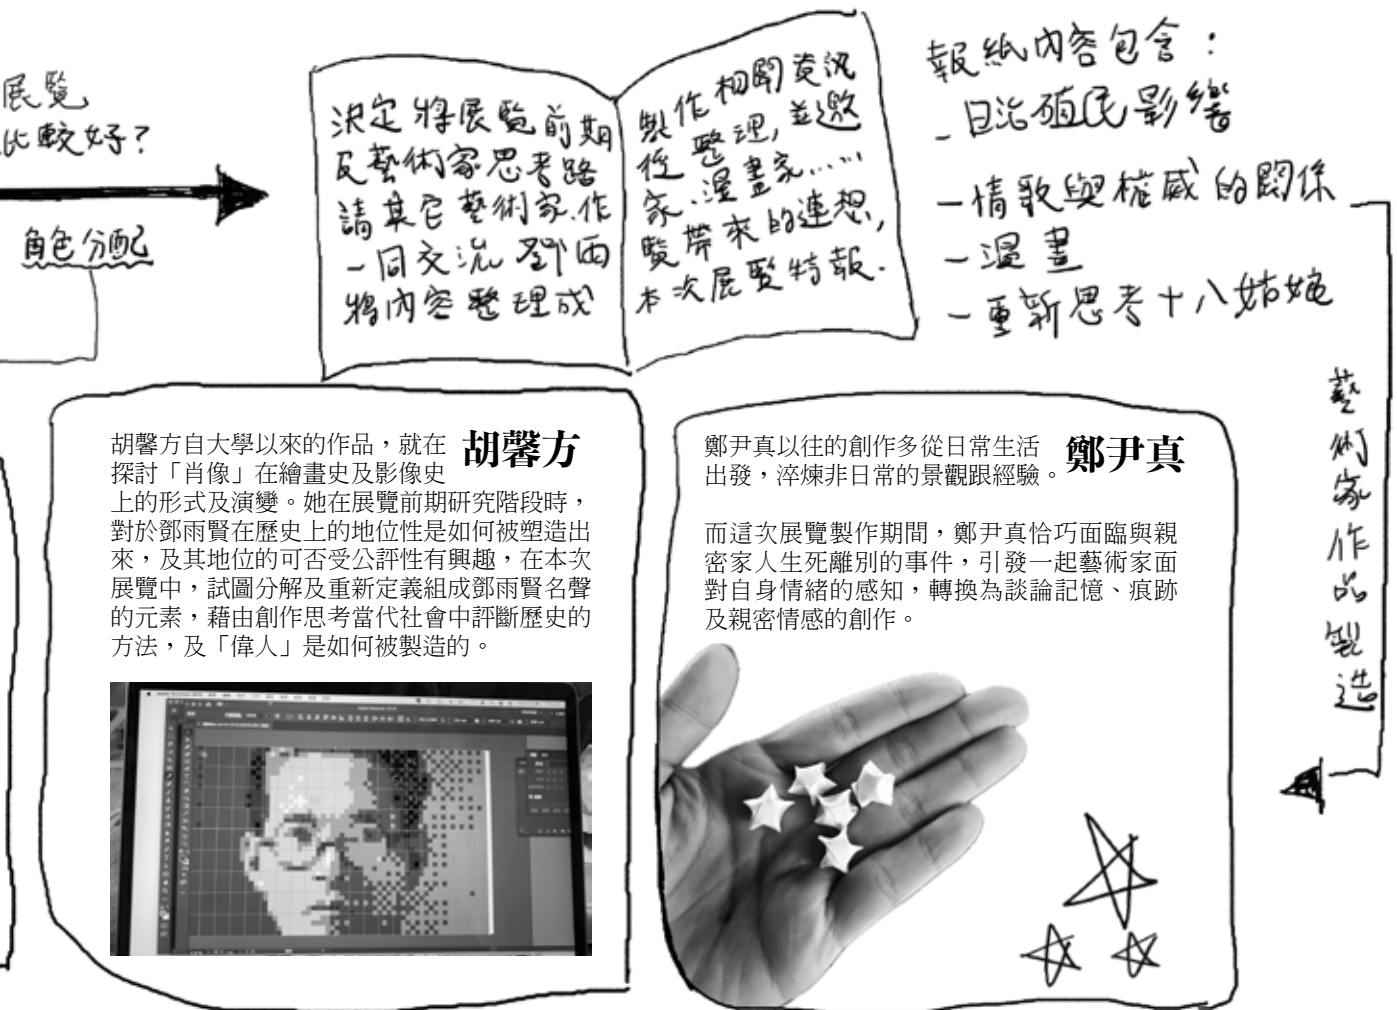 展覽
比較好？
角色分配
決定將展覽前期
及藝術家思考路
請其它藝術家、作
一同交流 鄧雨
將內容整理成
製作相關資訊
徑整理，並邀
家、漫畫家……
覽帶來的連想，
本次展覽特報．
報紙內容包含：
- 日治殖民影響
- 情歌與權威的關係
- 漫畫
- 重新思考十八姑娘
藝術家作品製造
胡馨方
胡馨方自大學以來的作品，就在
探討「肖像」在繪畫史及影像史
上的形式及演變。她在展覽前期研究階段時，
對於鄧雨賢在歷史上的地位性是如何被塑造出
來，及其地位的可否受公評性有興趣，在本次
展覽中，試圖分解及重新定義組成鄧雨賢名聲
的元素，藉由創作思考當代社會中評斷歷史的
方法，及「偉人」是如何被製造的。
鄭尹真
鄭尹真以往的創作多從日常生活
出發，淬煉非日常的景觀跟經驗。
而這次展覽製作期間，鄭尹真恰巧面臨與親
密家人生死離別的事件，引發一起藝術家面
對自身情緒的感知，轉換為談論記憶、痕跡
及親密情感的創作。